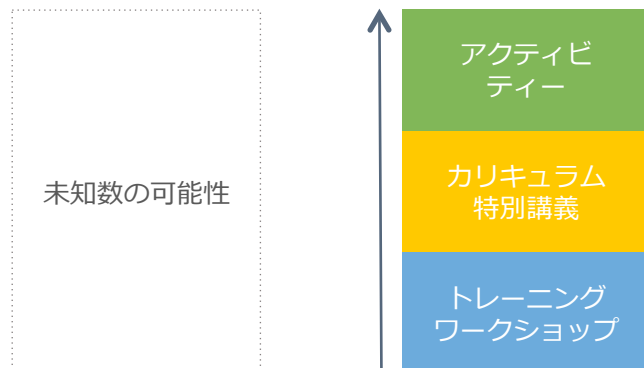 未知数の可能性
アクティビ
ティー
カリキュラム
特別講義
トレーニング
ワークショップ